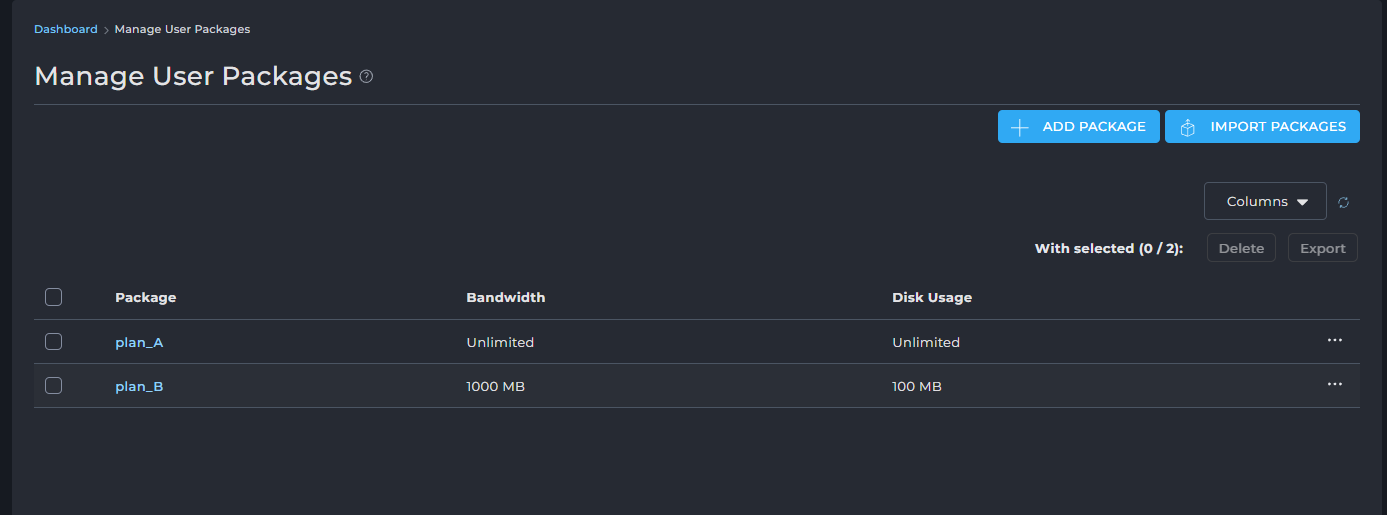 Dashboard > Manage User Packages
Manage User Packages ?
ADD PACKAGE IMPORT PACKAGES
Columns
With selected (0 / 2): Delete Export
Package Bandwidth Disk Usage
plan_A Unlimited Unlimited ...
plan_B 1000 MB 100 MB ...